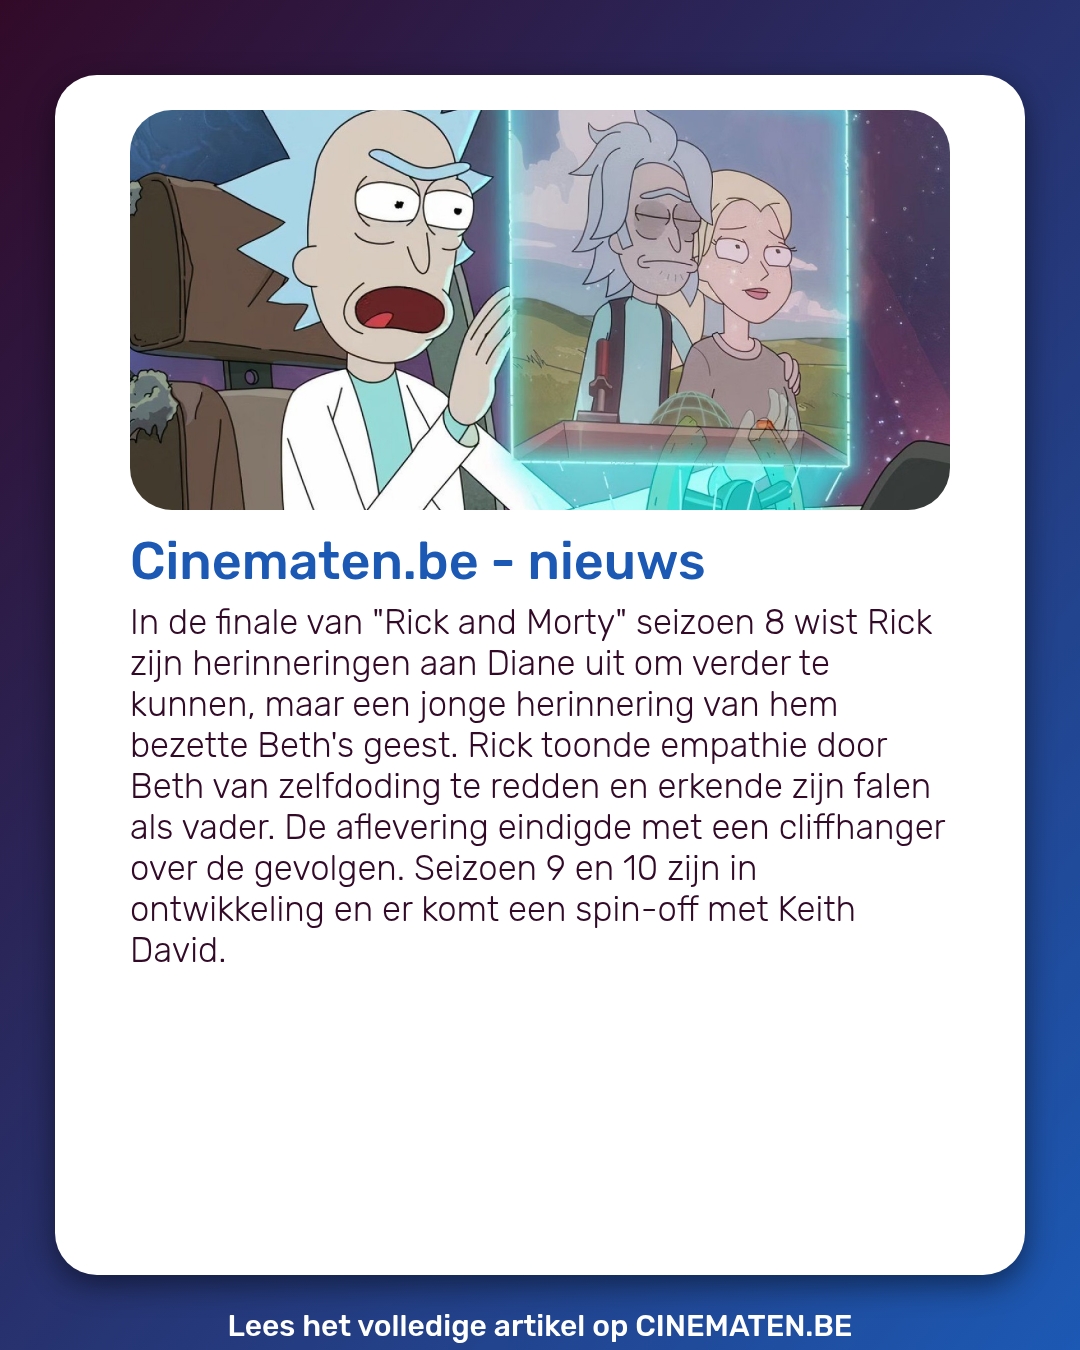 Cinematen.be - nieuws
In de finale van "Rick and Morty" seizoen 8 wist Rick
zijn herinneringen aan Diane uit om verder te
kunnen, maar een jonge herinnering van hem
bezette Beth's geest. Rick toonde empathie door
Beth van zelfdoding te redden en erkende zijn falen
als vader. De aflevering eindigde met een cliffhanger
over de gevolgen. Seizoen 9 en 10 zijn in
ontwikkeling en er komt een spin-off met Keith
David.
Lees het volledige artikel op CINEMATEN.BE